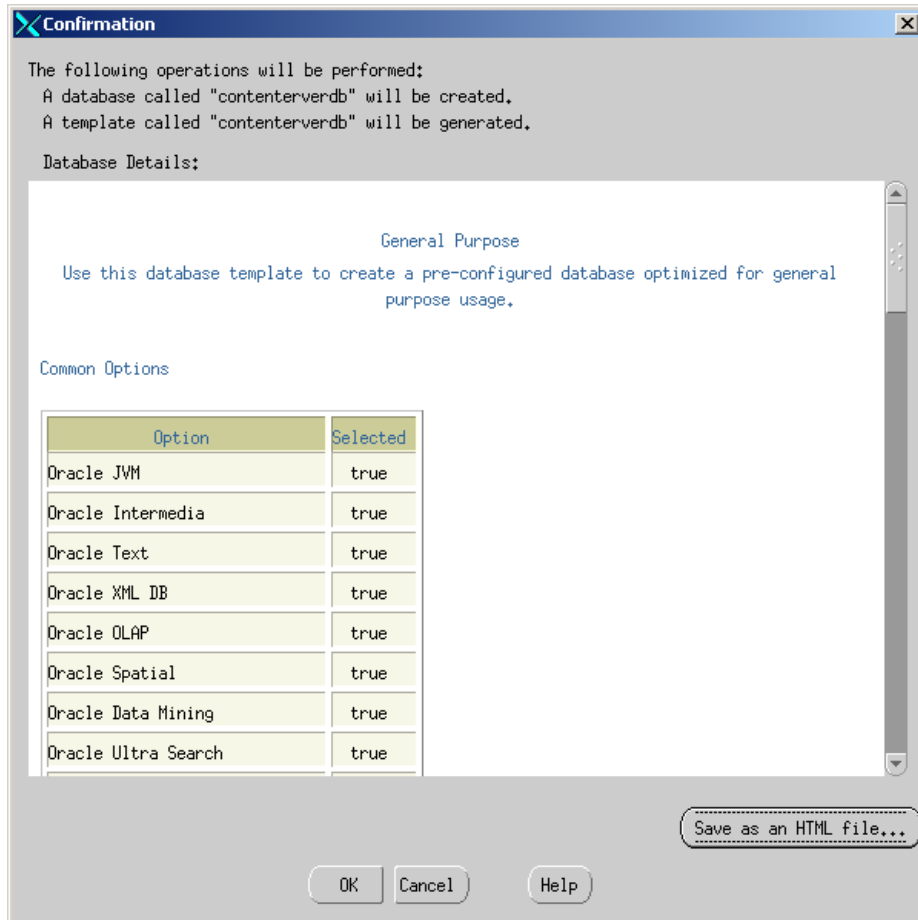 Confirmation
The following operations will be performed:
A database called "contenterverdb" will be created.
A template called "contenterverdb" will be generated.
Database Details:
General Purpose
Use this database template to create a pre-configured database optimized for general
purpose usage.
Common Options
Option Selected
Oracle JVM true
Oracle Intermedia true
Oracle Text true
Oracle XML DB true
Oracle OLAP true
Oracle Spatial true
Oracle Data Mining true
Oracle Ultra Search true
Save as an HTML file...
OK Cancel Help